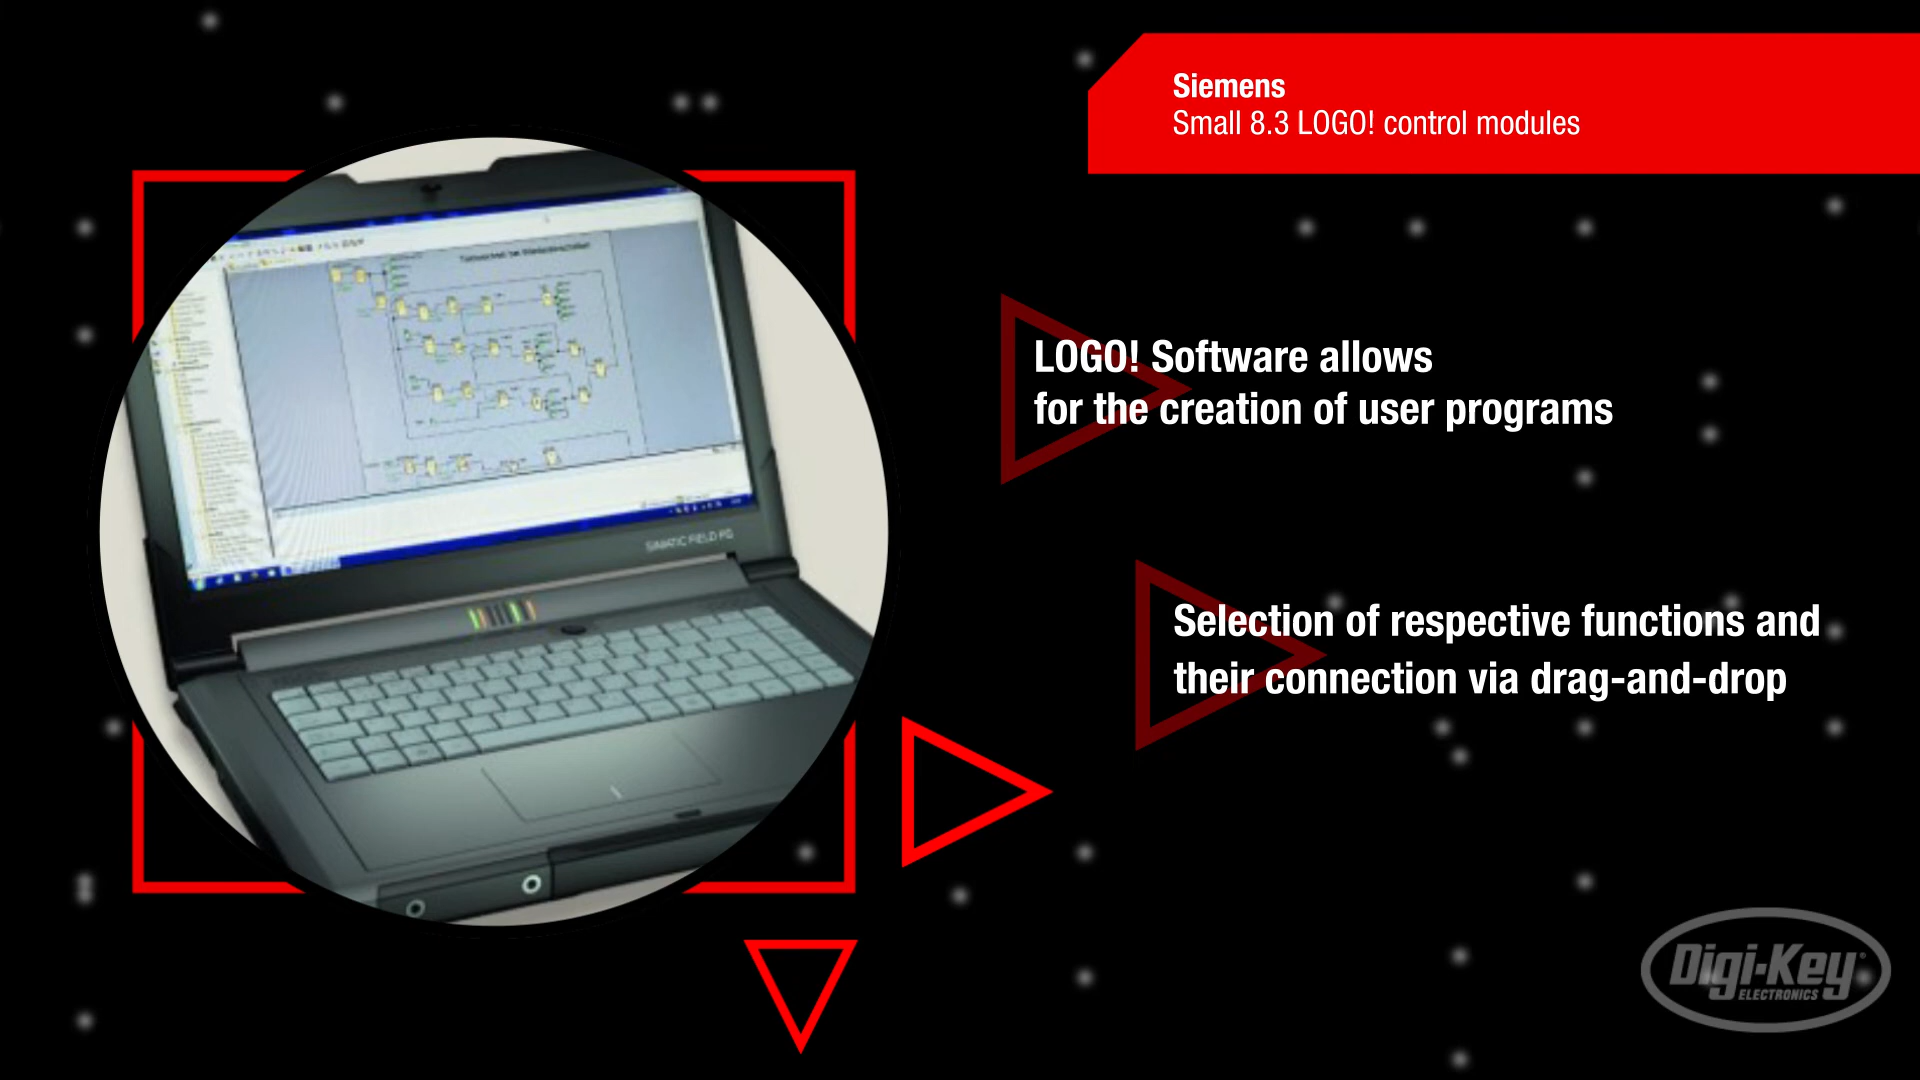 Siemens
Small 8.3 LOGO! control modules
LOGO! Software allows
for the creation of user programs
Selection of respective functions and
their connection via drag-and-drop
SIMATIC FIELD PG
Digi-Key
ELECTRONICS